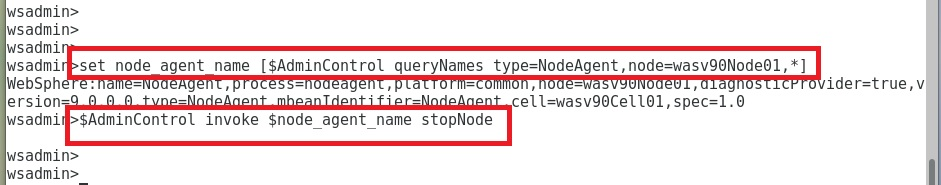 wsadmin>
wsadmin>
wsadmin>
wsadmin>set node_agent_name [$AdminControl queryNames type=NodeAgent,node=wasv90Node01,*]
WebSphere:name=NodeAgent,process=nodeagent,platform=common,node=wasv90Node01,diagnosticProvider=true,v
ersion=9.0.0.0,type=NodeAgent,mbeanIdentifier=NodeAgent,cell=wasv90Cell01,spec=1.0
wsadmin>$AdminControl invoke $node_agent_name stopNode
wsadmin>
wsadmin>